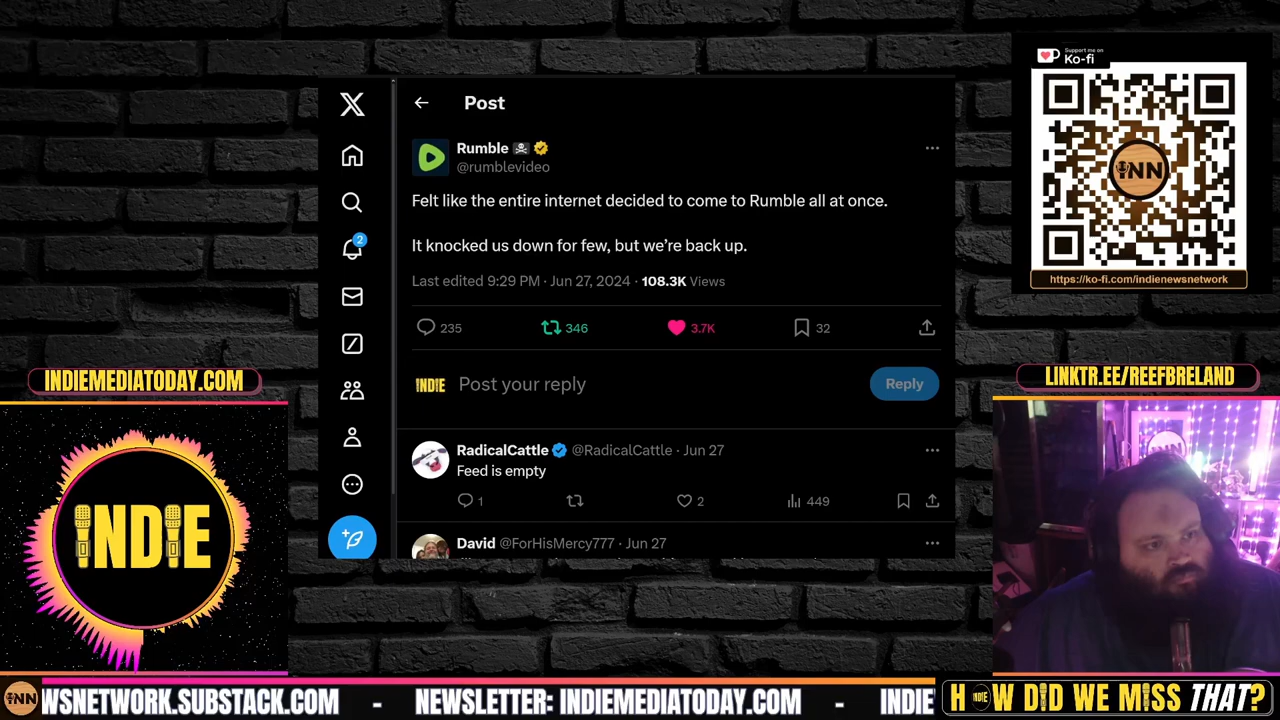 Post
Rumble
@rumblevideo
Felt like the entire internet decided to come to Rumble all at once.
It knocked us down for few, but we’re back up.
Last edited 9:29 PM · Jun 27, 2024 · 108.3K Views
235 346 3.7K 32
INDIE Post your reply Reply
RadicalCattle @RadicalCattle · Jun 27
Feed is empty
1 2 449
David @ForHisMercy777 · Jun 27
2
Support me on
Ko-fi
iNN
https://ko-fi.com/indienewsnetwork
INDIEMEDIATODAY.COM
LINKTR.EE/REEFBRELAND
INDIE
iNN WSNETWORK.SUBSTACK.COM - NEWSLETTER: INDIEMEDIATODAY.COM - INDIE
HOW DID WE MISS THAT?